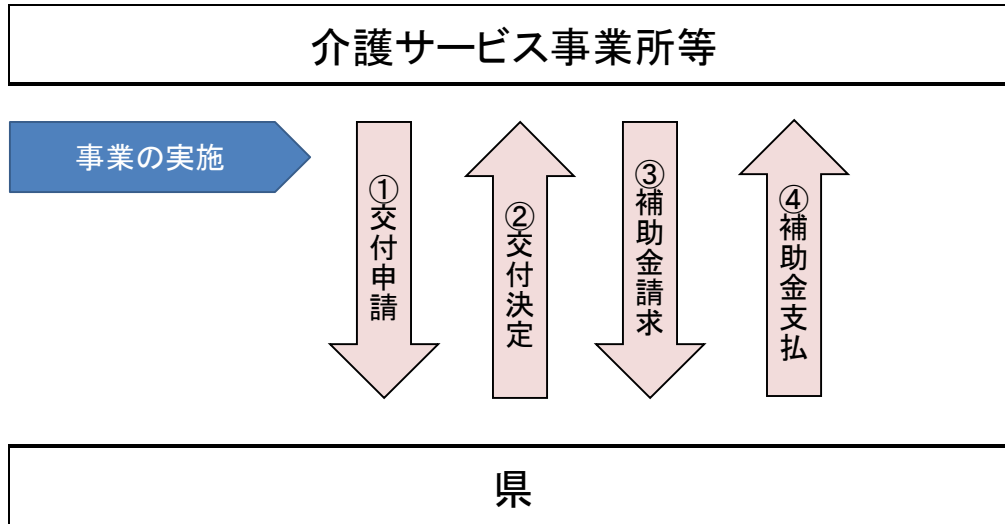 介護サービス事業所等
事業の実施
①交付申請
②交付決定
③補助金請求
④補助金支払
県